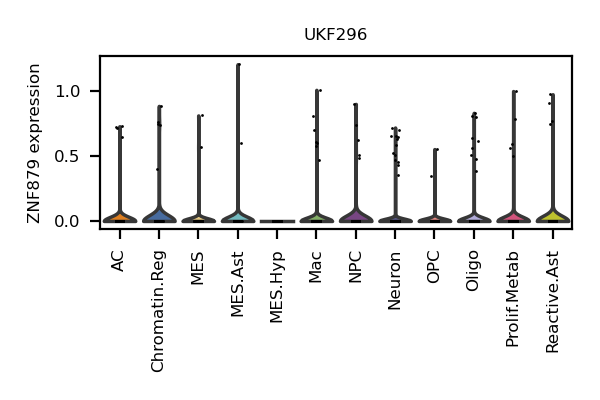 UKF296
ZNF879 expression
1.0
0.5
0.0
AC
Chromatin.Reg
MES
MES.Ast
MES.Hyp
Mac
NPC
Neuron
OPC
Oligo
Prolif.Metab
Reactive.Ast